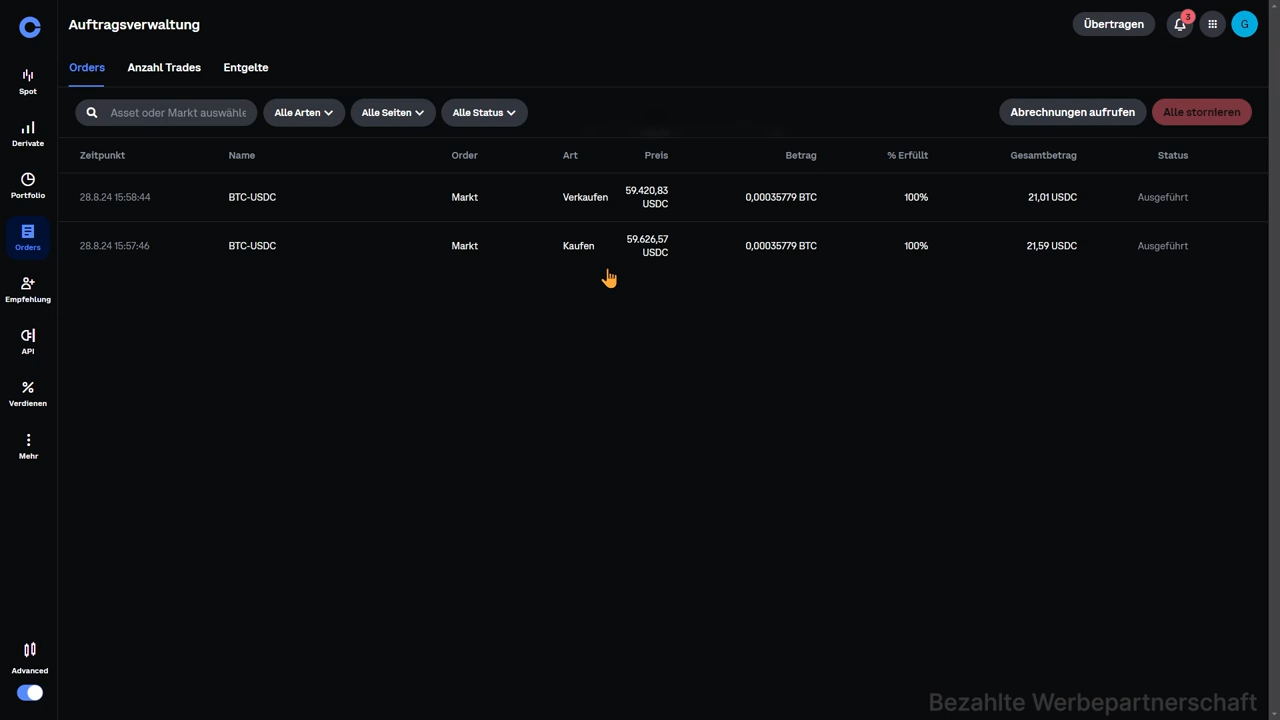 Auftragsverwaltung
Übertragen
3
G
Orders Anzahl Trades Entgelte
Asset oder Markt auswähle
Alle Arten
Alle Seiten
Alle Status
Abrechnungen aufrufen
Alle stornieren
Zeitpunkt Name Order Art Preis Betrag % Erfüllt Gesamtbetrag Status
28.8.24 15:58:44 BTC-USDC Markt Verkaufen 59.420,83 USDC 0,00035779 BTC 100% 21,01 USDC Ausgeführt
28.8.24 15:57:46 BTC-USDC Markt Kaufen 59.626,57 USDC 0,00035779 BTC 100% 21,59 USDC Ausgeführt
Spot
Derivate
Portfolio
Orders
Empfehlung
API
Verdienen
Mehr
Advanced
Bezahlte Werbepartnerschaft